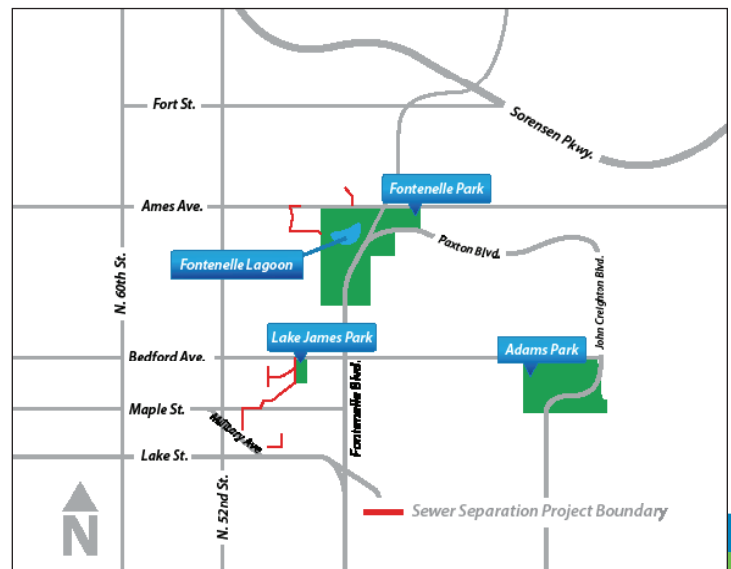 Fort St.
Sorensen Pkwy.
Fontenelle Park
Ames Ave.
Paxton Blvd.
Fontenelle Lagoon
N. 60th St.
John Creighton Blvd.
Lake James Park
Adams Park
Bedford Ave.
Fontenelle Blvd.
Maple St.
Military Ave
Lake St.
N. 52nd St.
N
Sewer Separation Project Boundary